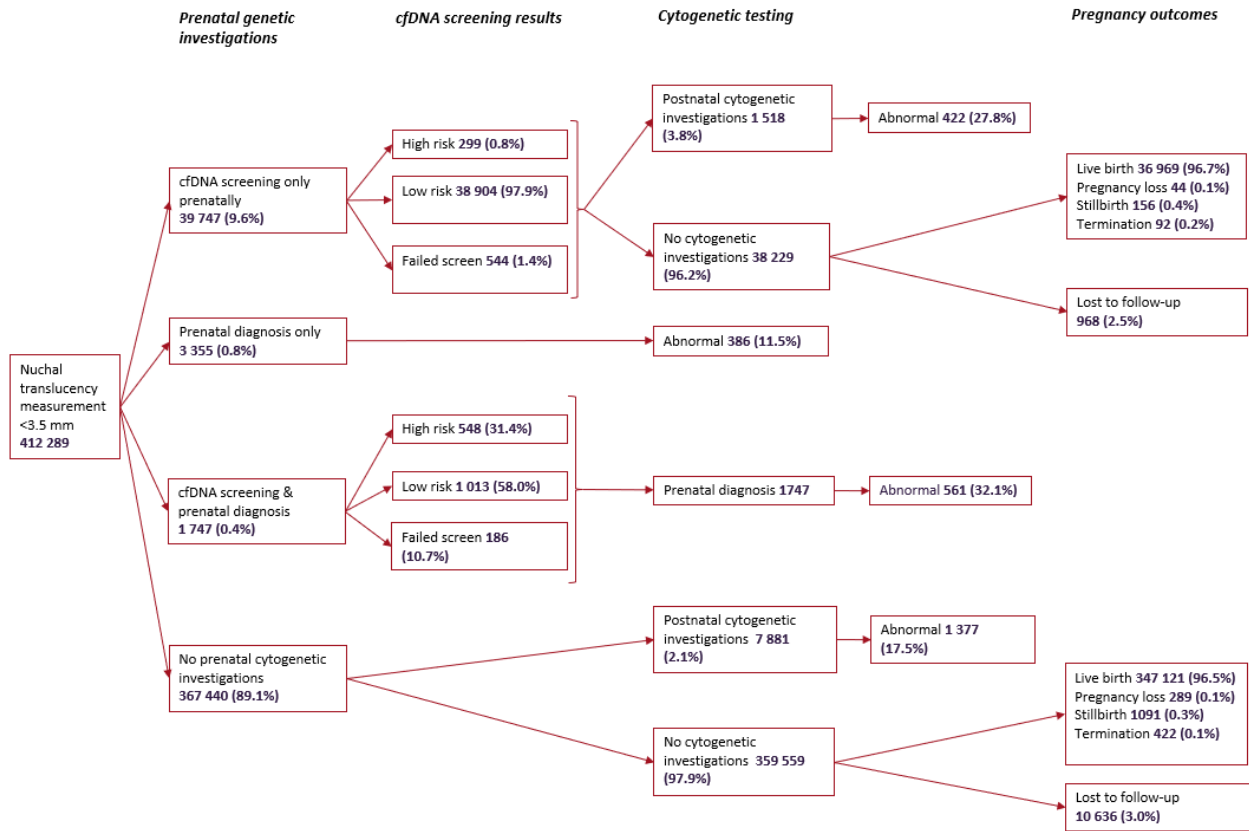 Prenatal genetic
investigations
cfDNA screening results
Cytogenetic testing
Pregnancy outcomes
Nuchal
translucency
measurement
<3.5 mm
412 289
cfDNA screening only
prenatally
39 747 (9.6%)
High risk 299 (0.8%)
Low risk 38 904 (97.9%)
Failed screen 544 (1.4%)
Postnatal cytogenetic
investigations 1 518
(3.8%)
Abnormal 422 (27.8%)
No cytogenetic
investigations 38 229
(96.2%)
Live birth 36 969 (96.7%)
Pregnancy loss 44 (0.1%)
Stillbirth 156 (0.4%)
Termination 92 (0.2%)
Lost to follow-up
968 (2.5%)
Prenatal diagnosis only
3 355 (0.8%)
Abnormal 386 (11.5%)
cfDNA screening &
prenatal diagnosis
1 747 (0.4%)
High risk 548 (31.4%)
Low risk 1 013 (58.0%)
Failed screen 186
(10.7%)
Prenatal diagnosis 1747
Abnormal 561 (32.1%)
No prenatal cytogenetic
investigations
367 440 (89.1%)
Postnatal cytogenetic
investigations 7 881
(2.1%)
Abnormal 1 377
(17.5%)
No cytogenetic
investigations 359 559
(97.9%)
Live birth 347 121 (96.5%)
Pregnancy loss 289 (0.1%)
Stillbirth 1091 (0.3%)
Termination 422 (0.1%)
Lost to follow-up
10 636 (3.0%)